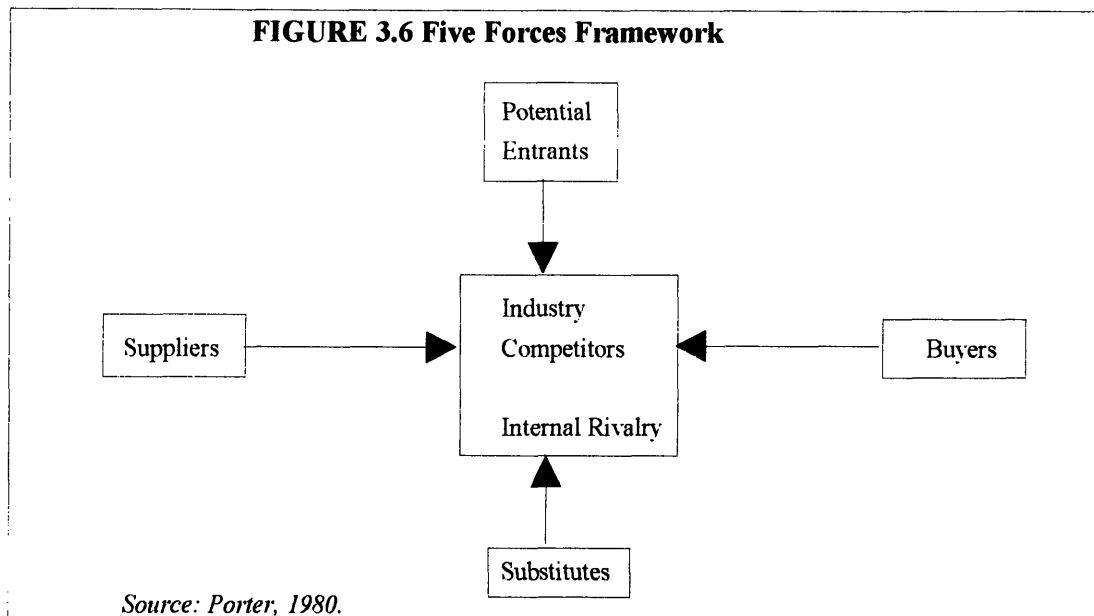 FIGURE 3.6 Five Forces Framework
Potential
Entrants
Industry
Competitors
Internal Rivalry
Suppliers
Buyers
Substitutes
Source: Porter, 1980.